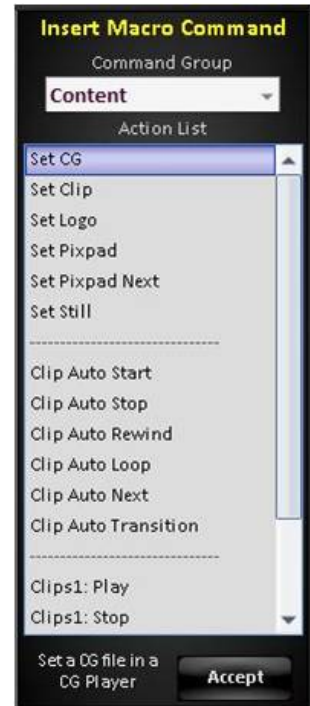 Insert Macro Command
Command Group
Content
Action List
Set CG
Set Clip
Set Logo
Set Pixpad
Set Pixpad Next
Set Still
----------------------------
Clip Auto Start
Clip Auto Stop
Clip Auto Rewind
Clip Auto Loop
Clip Auto Next
Clip Auto Transition
----------------------------
Clips1: Play
Clips1: Stop
Set a CG file in a
CG Player
Accept